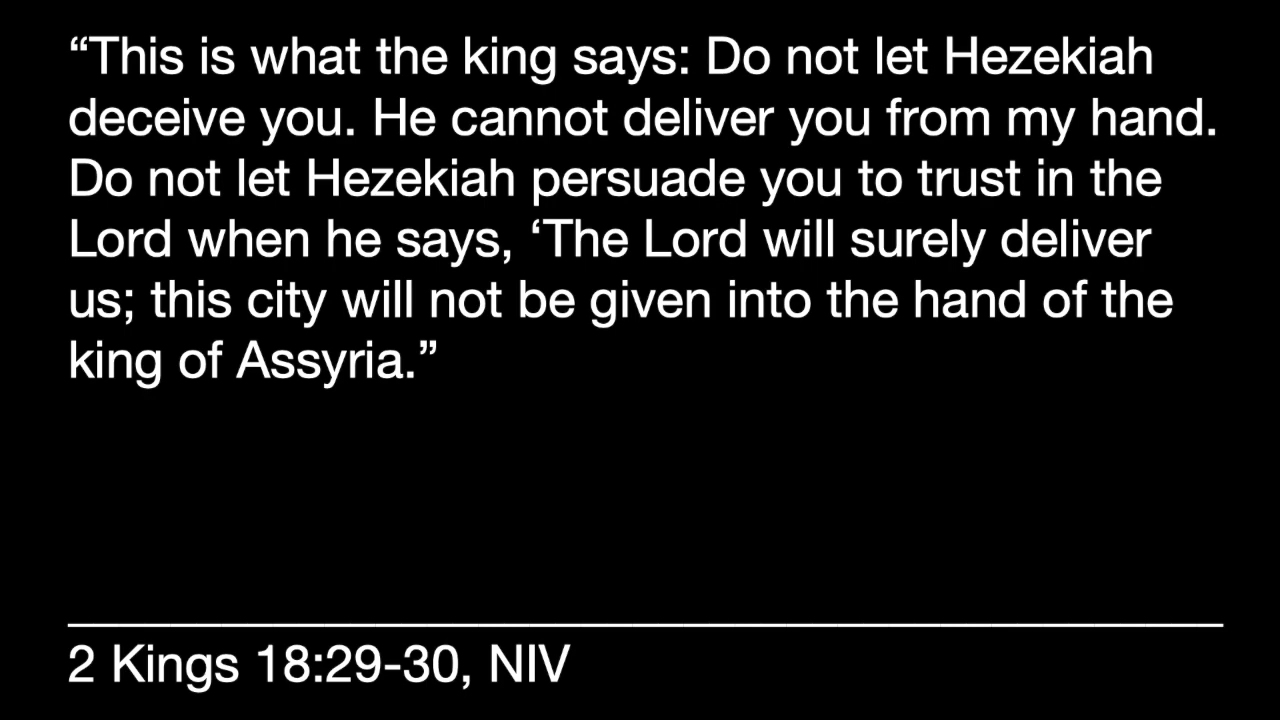 “This is what the king says: Do not let Hezekiah
deceive you. He cannot deliver you from my hand.
Do not let Hezekiah persuade you to trust in the
Lord when he says, ‘The Lord will surely deliver
us; this city will not be given into the hand of the
king of Assyria.”
2 Kings 18:29-30, NIV